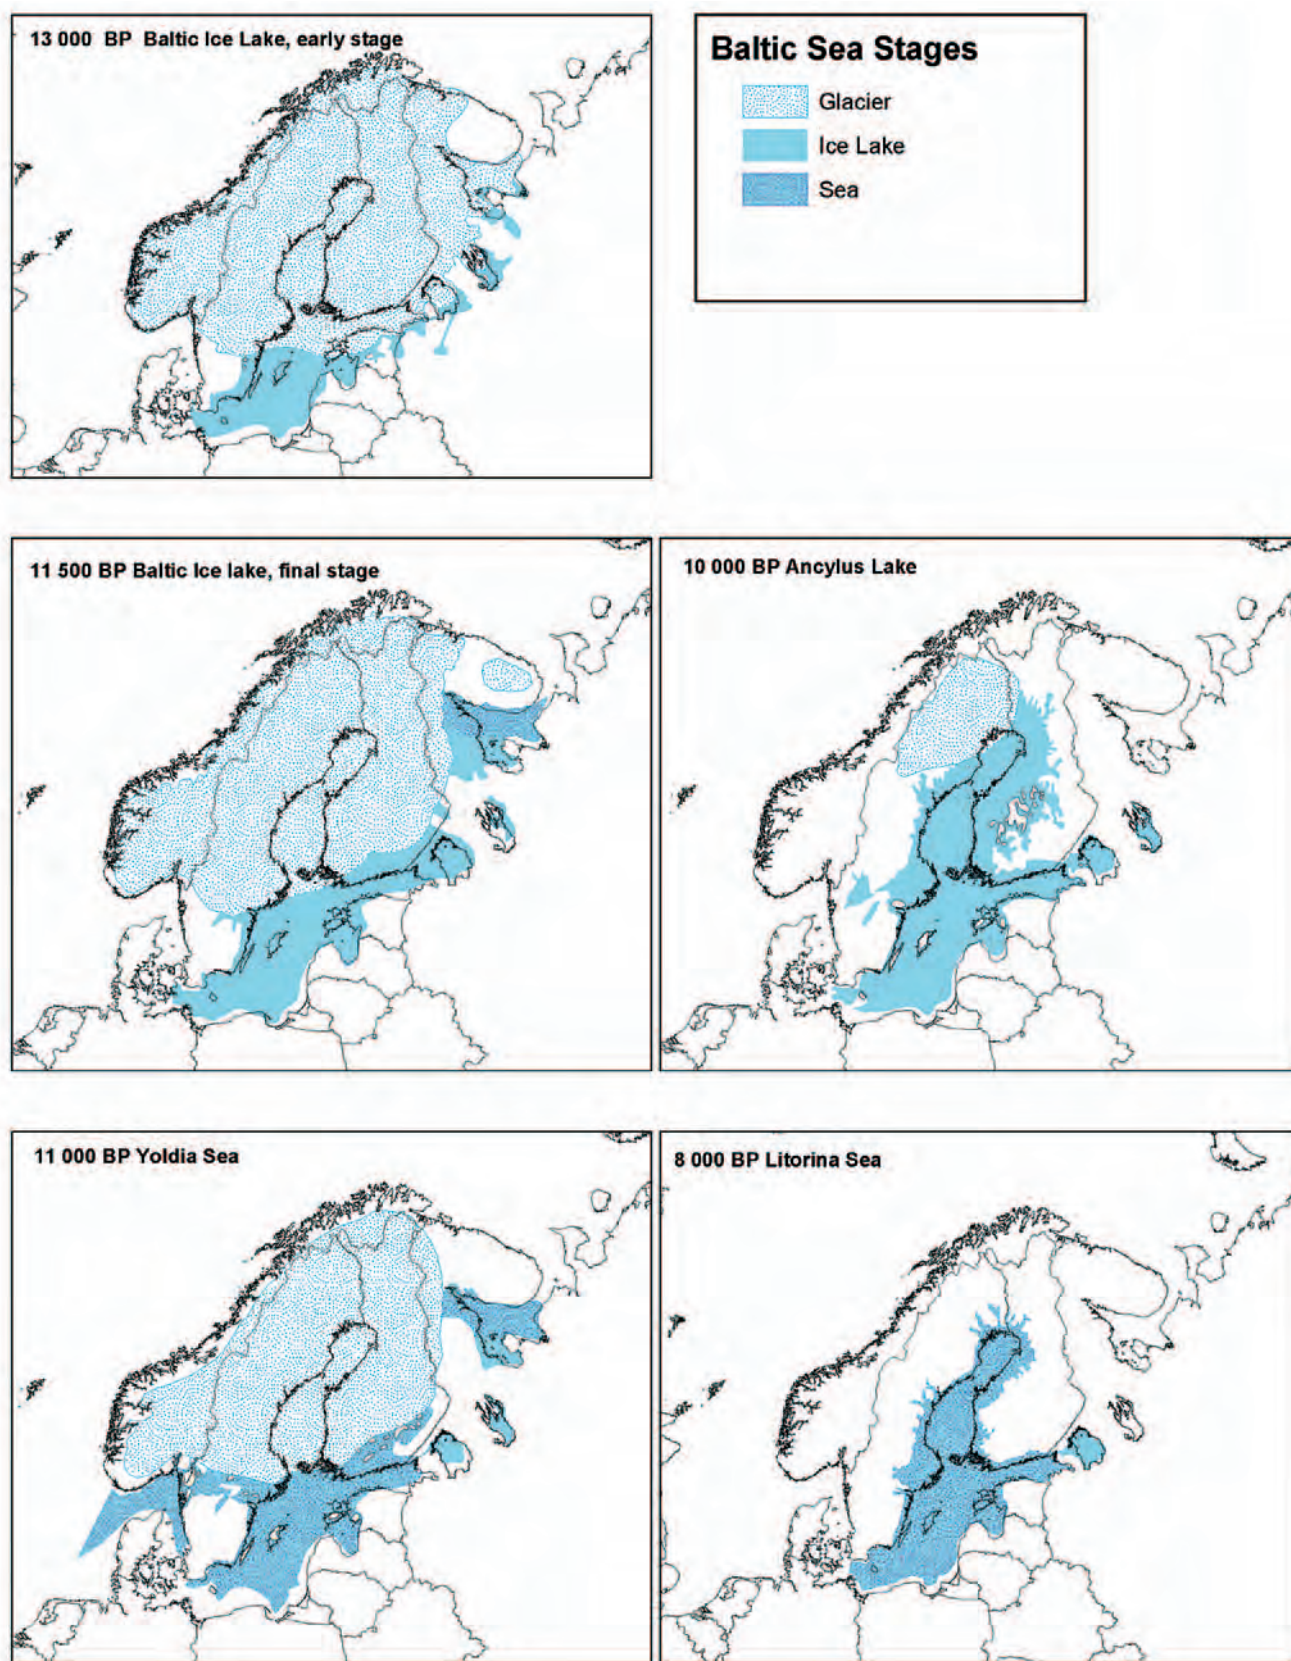 13 000 BP Baltic Ice Lake, early stage
Baltic Sea Stages
Glacier
Ice Lake
Sea
11 500 BP Baltic Ice lake, final stage
10 000 BP Ancylus Lake
11 000 BP Yoldia Sea
8 000 BP Litorina Sea